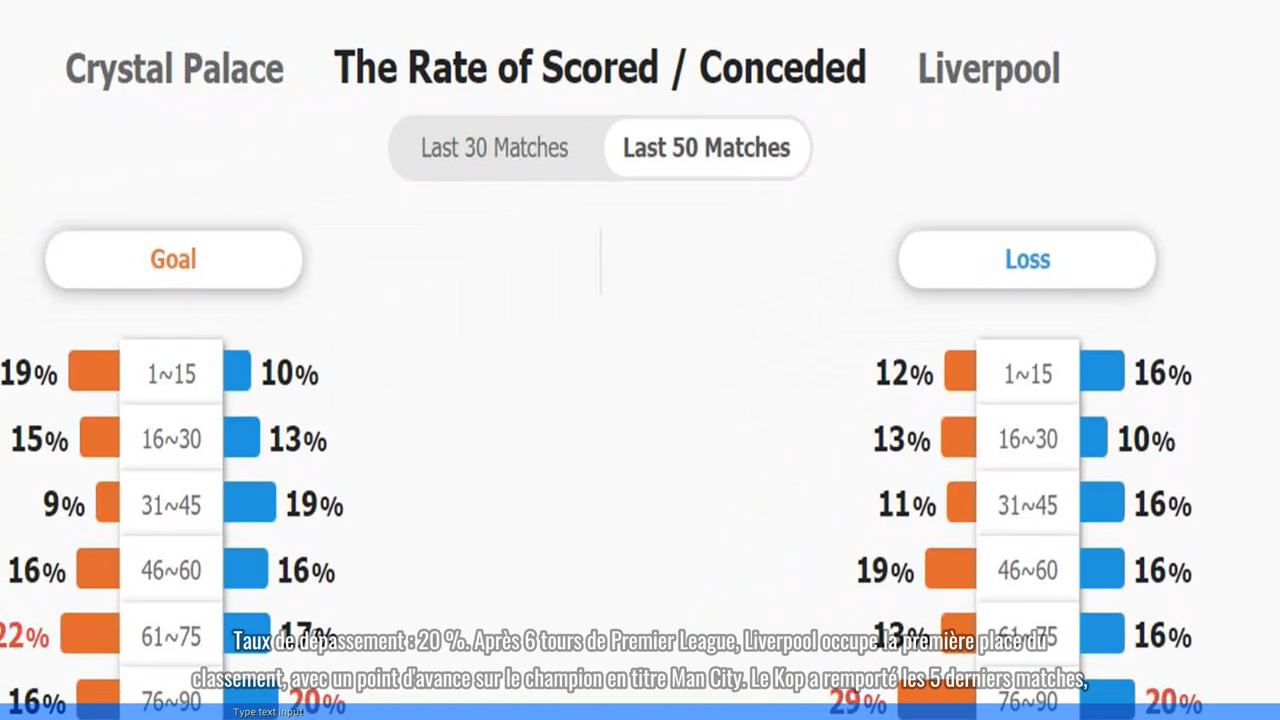 Crystal Palace The Rate of Scored / Conceded Liverpool
Last 30 Matches Last 50 Matches
Goal Loss
19% 1~15 10% 12% 1~15 16%
15% 16~30 13% 13% 16~30 10%
9% 31~45 19% 11% 31~45 16%
16% 46~60 16% 19% 46~60 16%
22% 61~75 17% 13% 61~75 16%
Taux de dépassement : 20 %. Après 6 tours de Premier League, Liverpool occupe la première place du
classement, avec un point d'avance sur le champion en titre Man City. Le Kop a remporté les 5 derniers matches,
16% 76~90 20% 29% 76~90 20%
Type text input